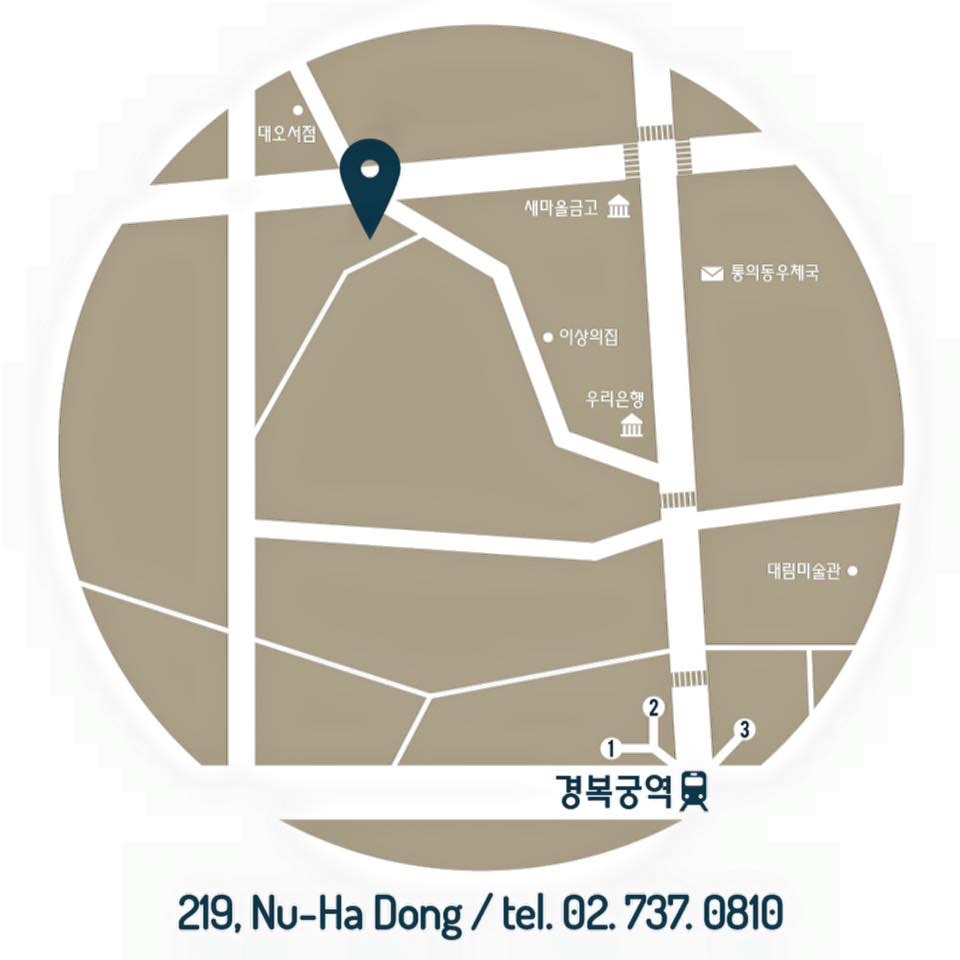 대오서점
새마을금고
통의동우체국
이상의집
우리은행
대림미술관
2
3
1
경복궁역
219, Nu-Ha Dong / tel. 02. 737. 0810